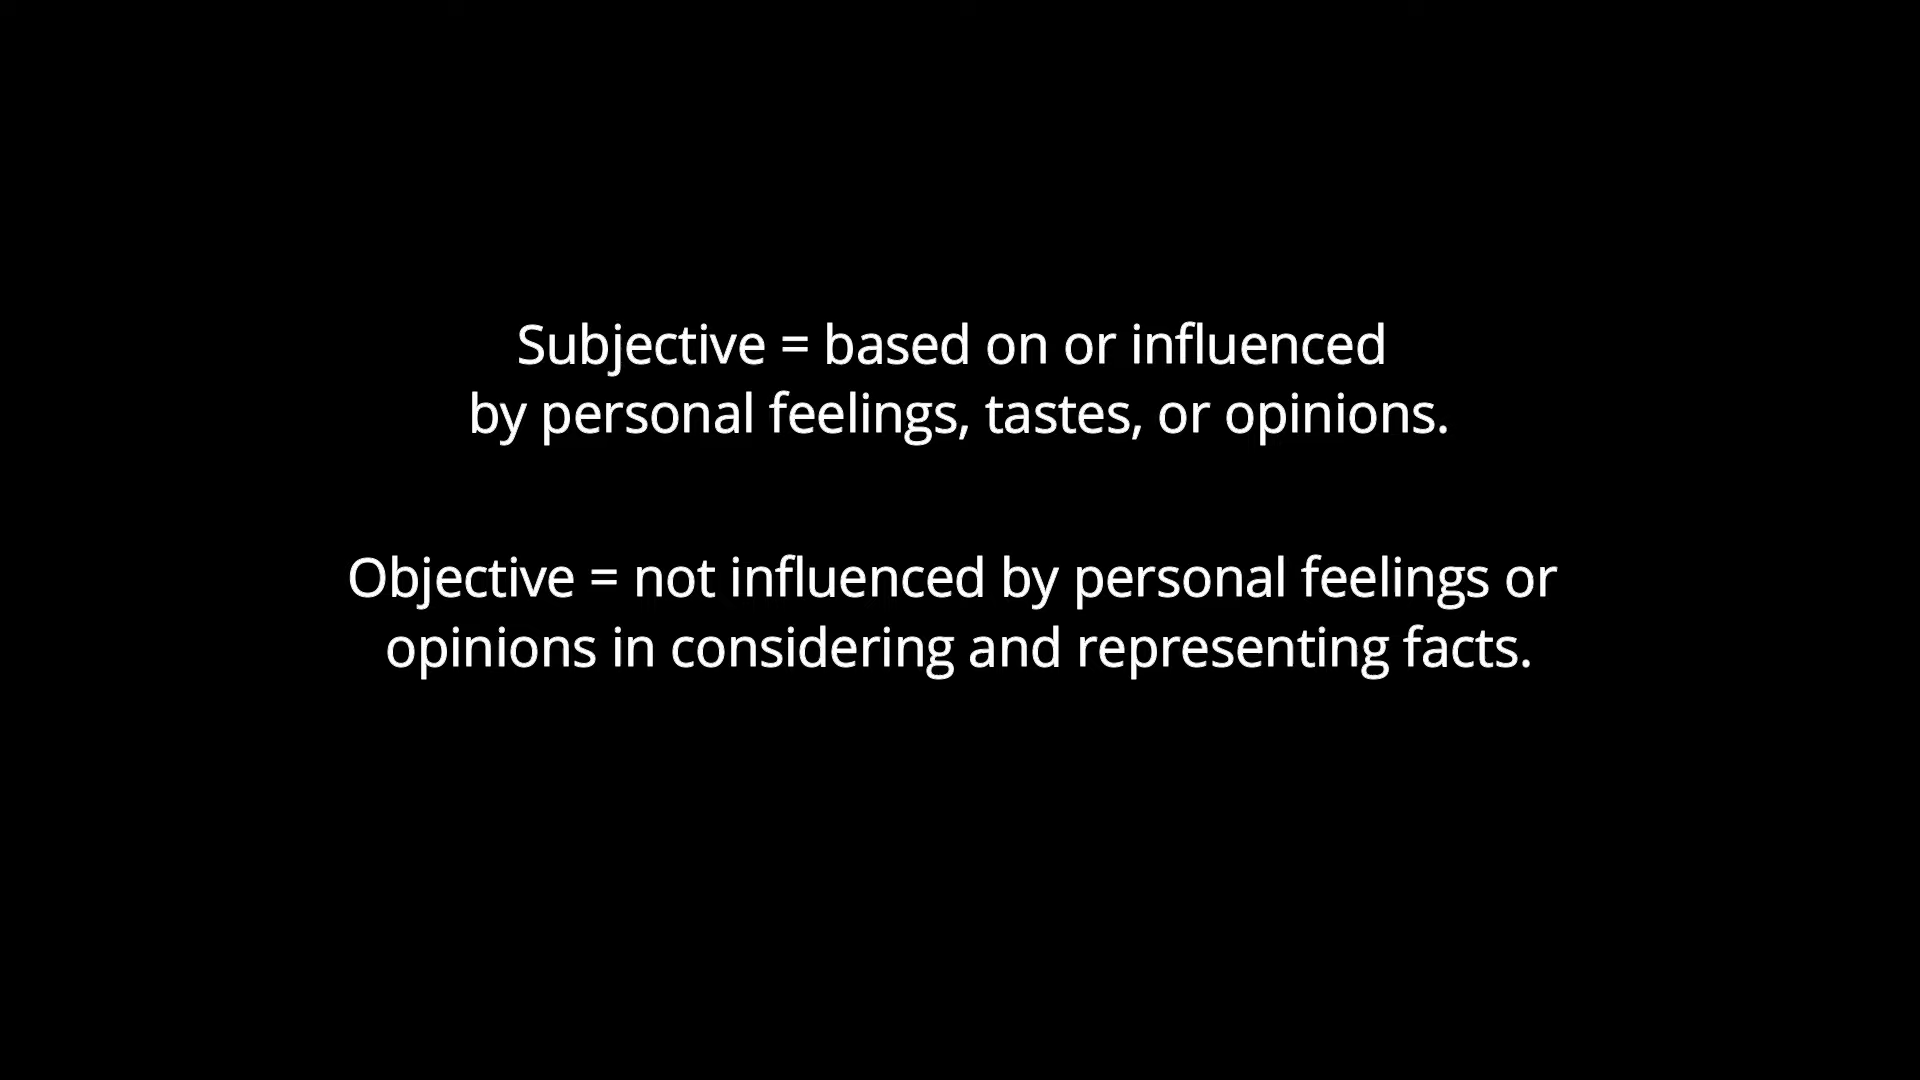 Subjective = based on or influenced
by personal feelings, tastes, or opinions.
Objective = not influenced by personal feelings or
opinions in considering and representing facts.